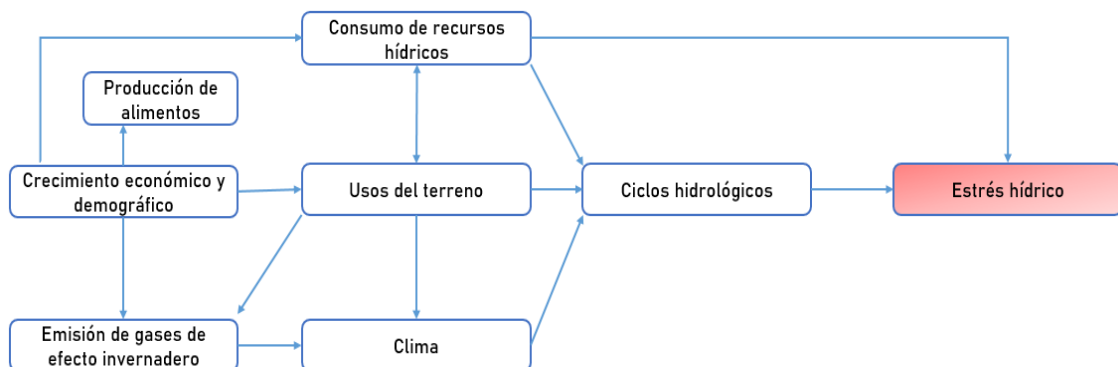 Consumo de recursos
hídricos
Producción de
alimentos
Crecimiento económico y
demográfico
Usos del terreno
Ciclos hidrológicos
Estrés hídrico
Emisión de gases de
efecto invernadero
Clima